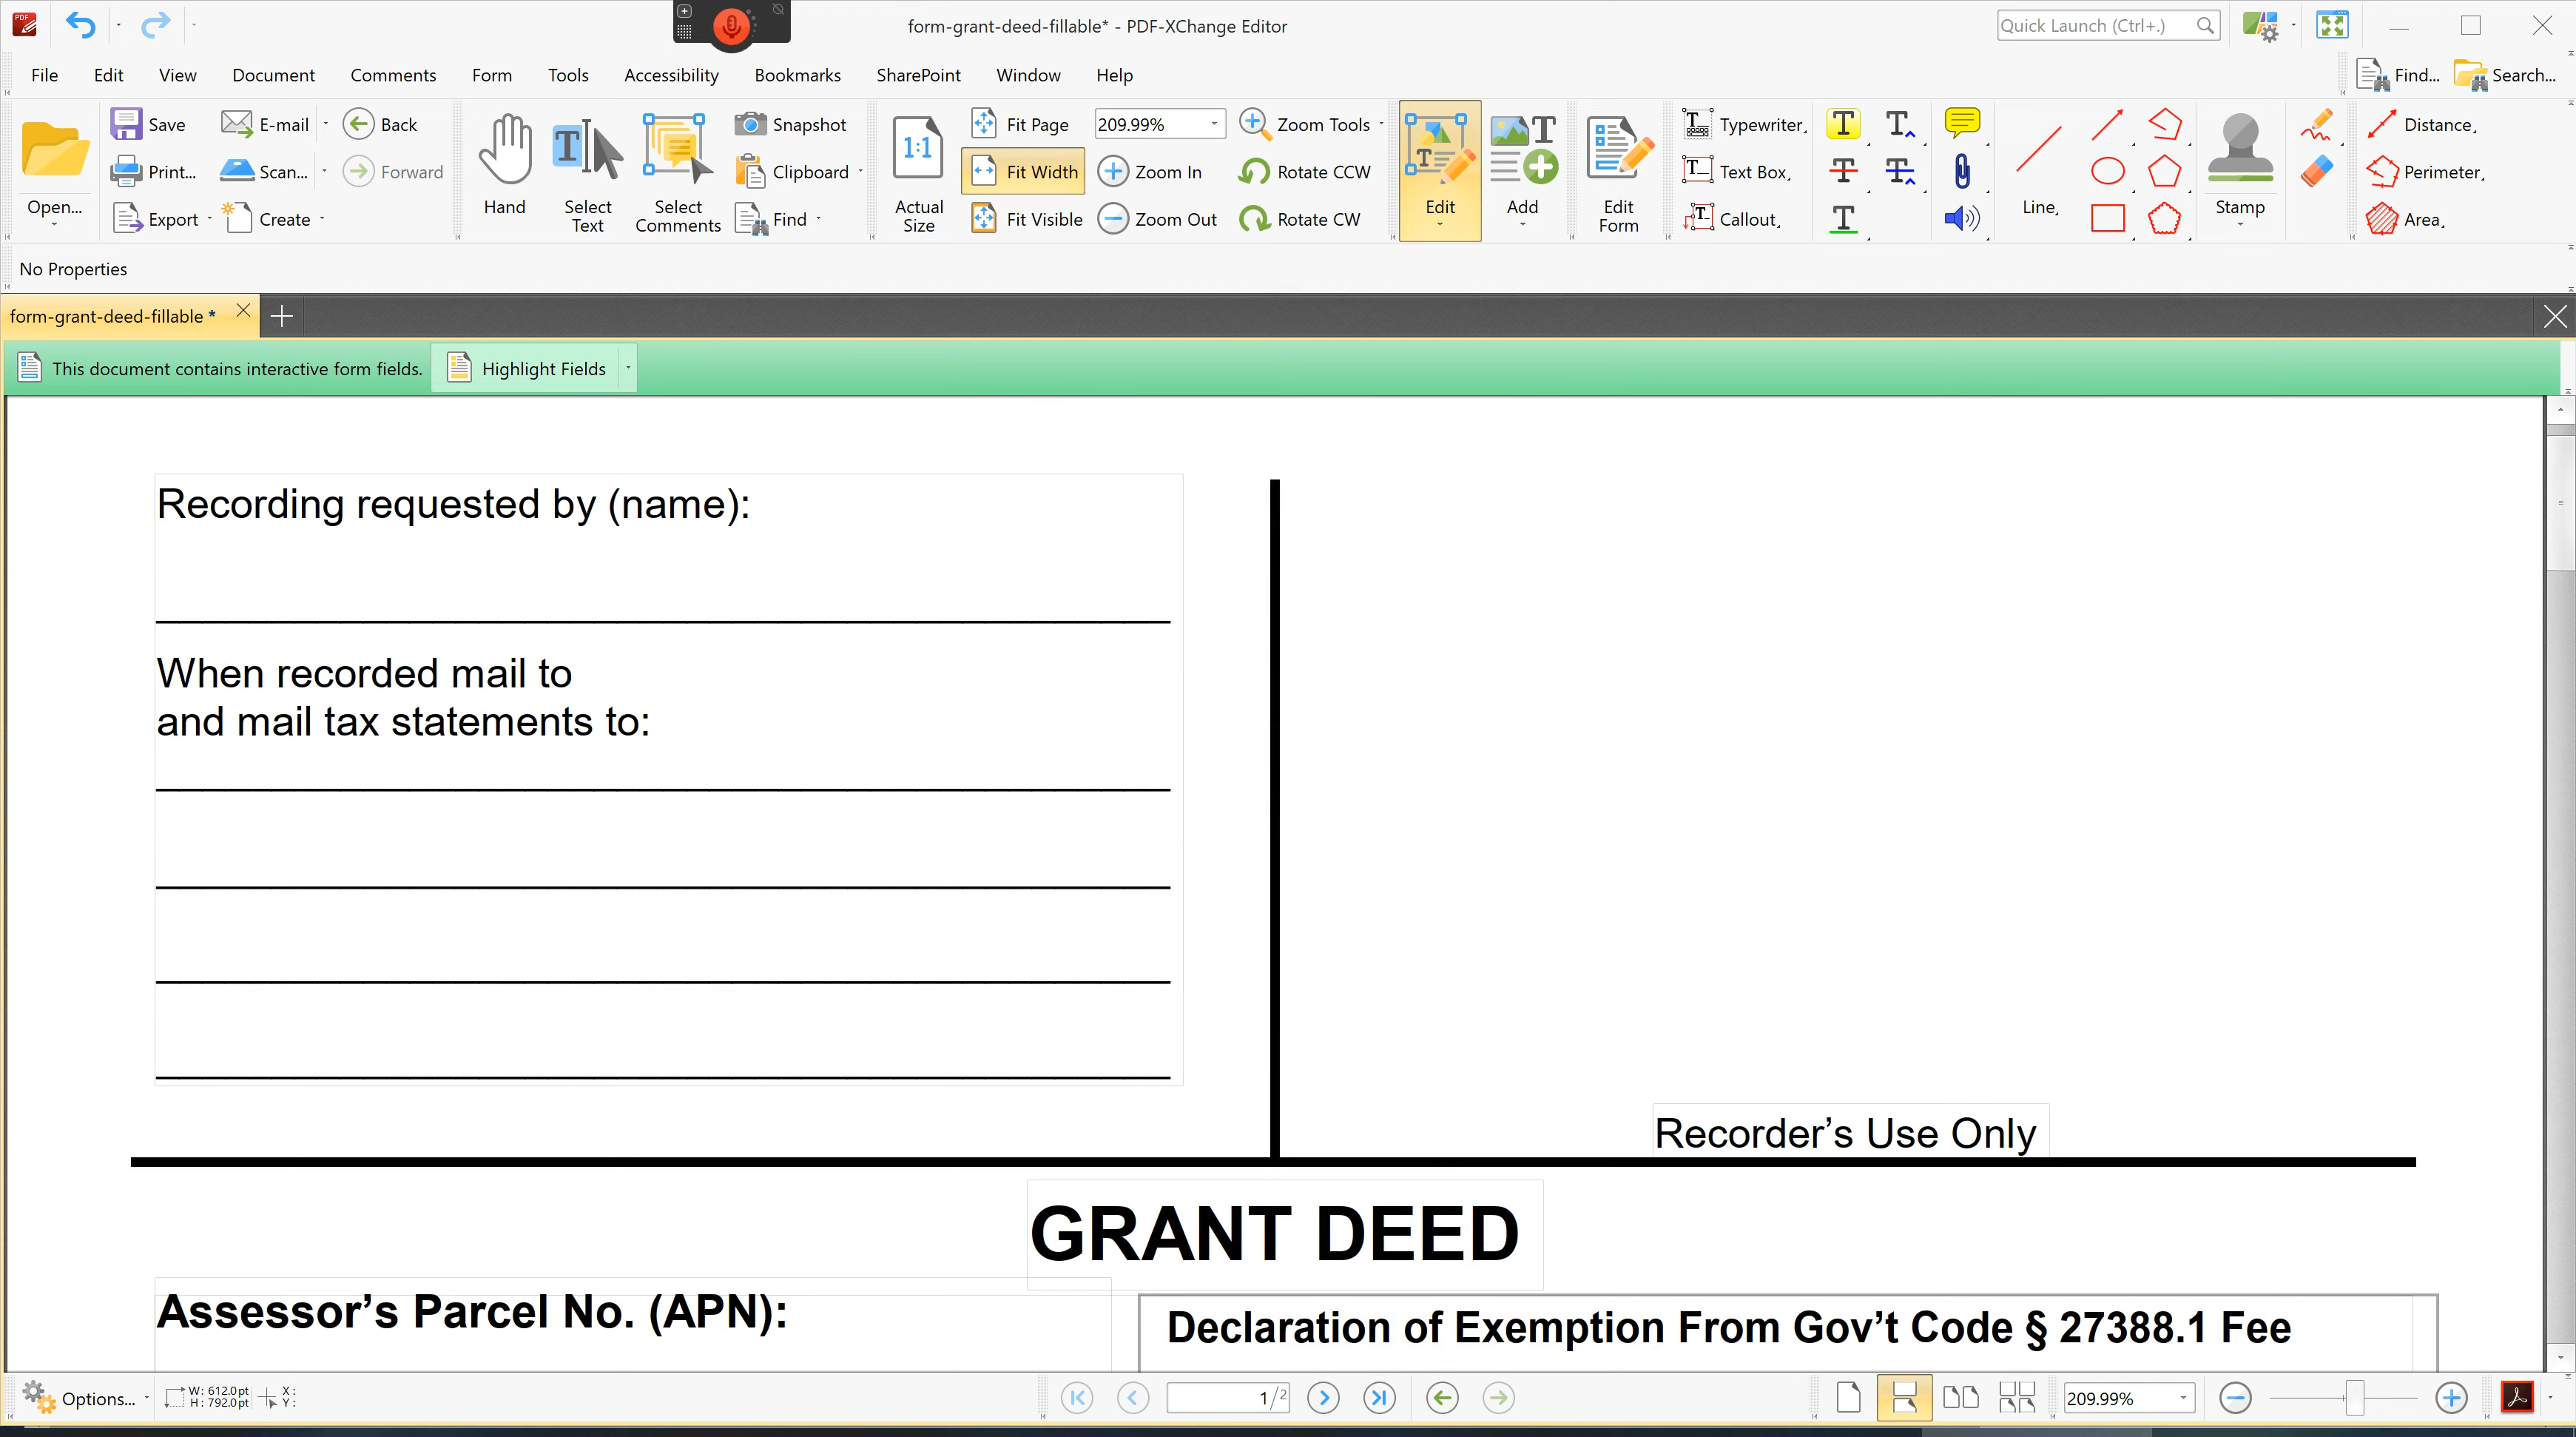 form-grant-deed-fillable* - PDF-XChange Editor
Quick Launch (Ctrl+.)
File Edit View Document Comments Form Tools Accessibility Bookmarks SharePoint Window Help
Find... Search...
Open...
Save
Print...
Export
E-mail
Scan...
Create
Back
Forward
Hand
Select
Text
Select
Comments
Snapshot
Clipboard
Find
1:1
Actual
Size
Fit Page
Fit Width
Fit Visible
209.99%
Zoom In
Zoom Out
Zoom Tools
Rotate CCW
Rotate CW
Edit
Add
Edit
Form
Typewriter
Text Box
Callout
Line
Stamp
Distance
Perimeter
Area
No Properties
form-grant-deed-fillable *
This document contains interactive form fields. Highlight Fields
Recording requested by (name):
When recorded mail to
and mail tax statements to:
Recorder’s Use Only
GRANT DEED
Assessor’s Parcel No. (APN):
Declaration of Exemption From Gov’t Code § 27388.1 Fee
Options...
W: 612.0pt
H: 792.0pt
X:
Y:
1/2
209.99%